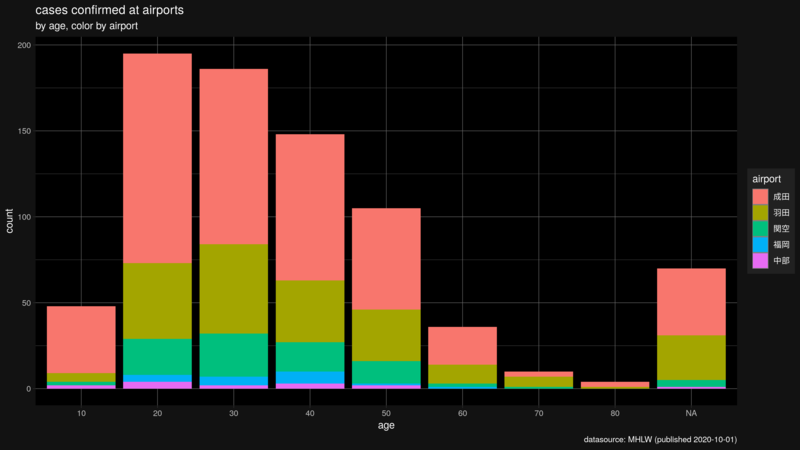 cases confirmed at airports
by age, color by airport
200
150
100
50
0
count
10 20 30 40 50 60 70 80 NA
age
airport
成田
羽田
関空
福岡
中部
datasource: MHLW (published 2020-10-01)